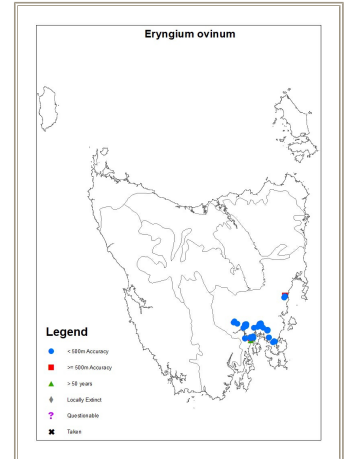 Eryngium ovinum
Legend
< 500m Accuracy
>= 500m Accuracy
> 50 years
Locally Extinct
Questionable
Taken